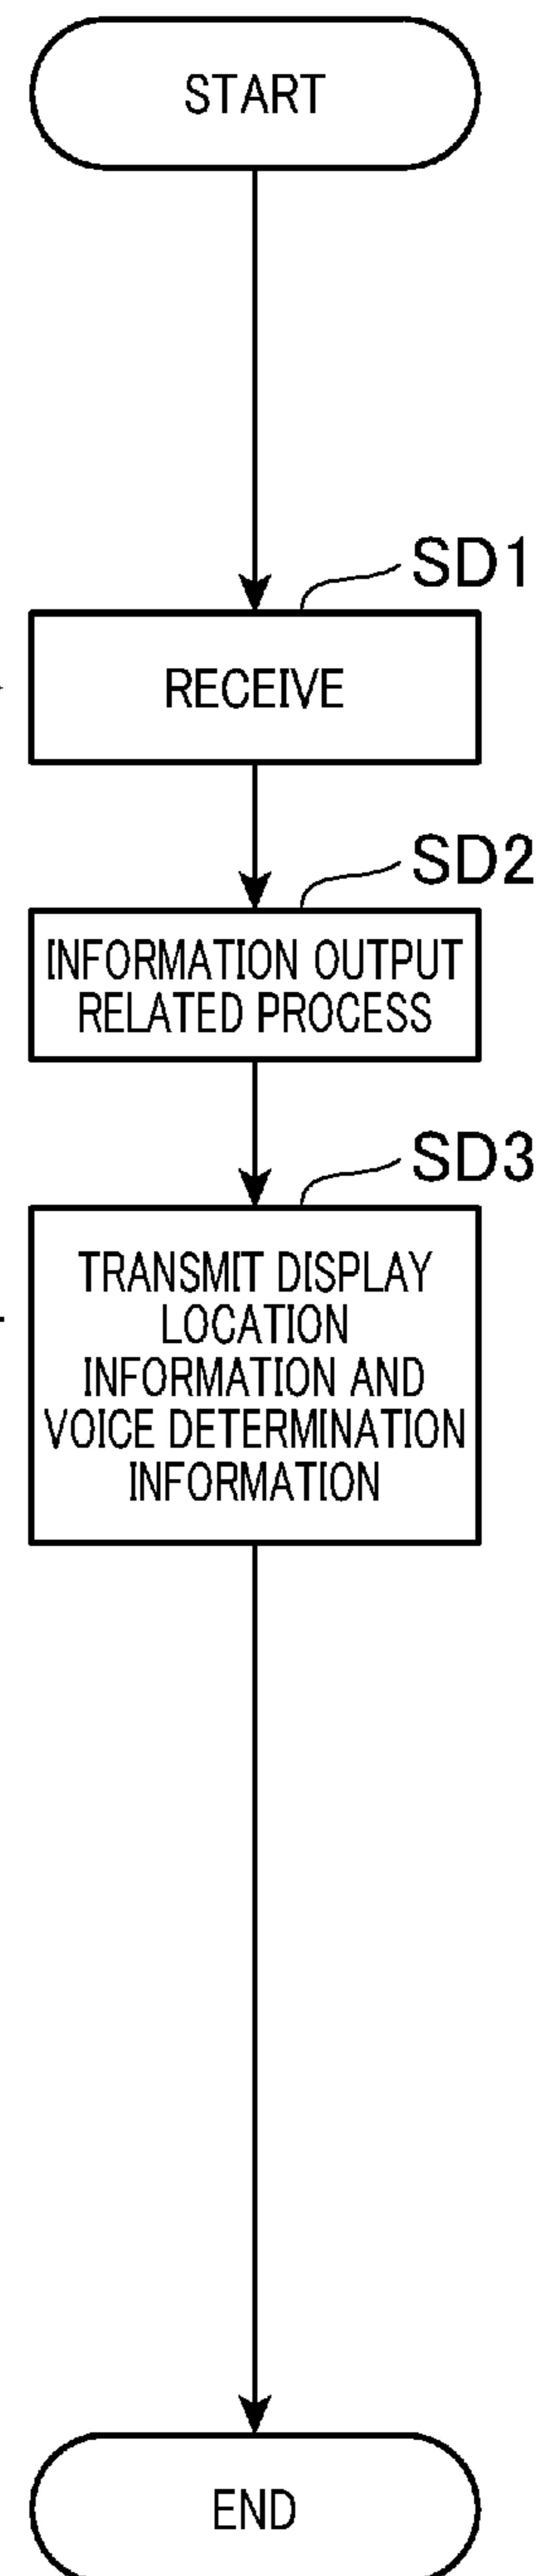 START
SD1
RECEIVE
SD2
INFORMATION OUTPUT
RELATED PROCESS
SD3
TRANSMIT DISPLAY
LOCATION
INFORMATION AND
VOICE DETERMINATION
INFORMATION
END